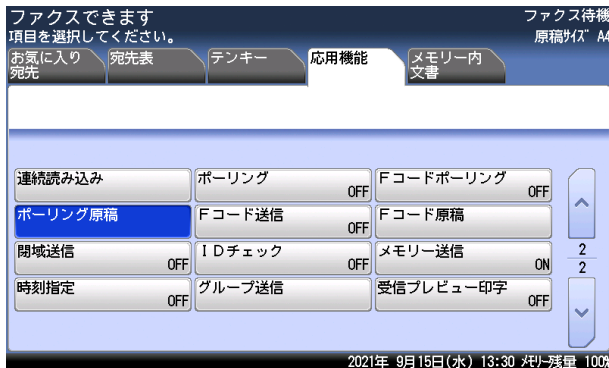 ファクスできます
ファクス待機
項目を選択してください。
原稿サイズ A4
お気に入り
宛先
宛先表
テンキー
応用機能
メモリー内
文書
連続読み込み
ポーリング
OFF
Fコードポーリング
OFF
ポーリング原稿
Fコード送信
OFF
Fコード原稿
閉域送信
OFF
IDチェック
OFF
メモリー送信
ON
時刻指定
OFF
グループ送信
受信プレビュー印字
OFF
2
2
2021年 9月15日(水) 13:30 メモリー残量 100%